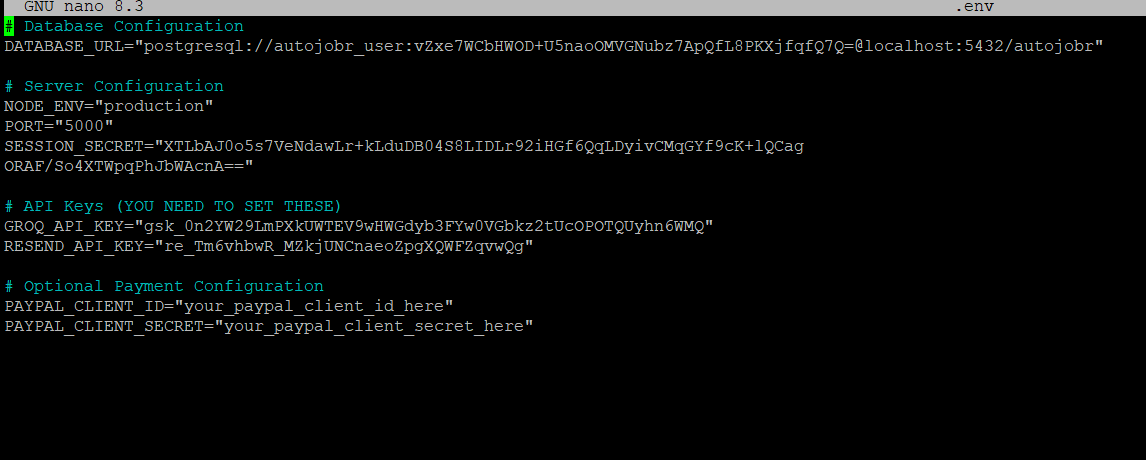 GNU nano 8.3 .env
# Database Configuration
DATABASE_URL="postgresql://autojobr_user:vZxe7WCbHWOD+U5naoOMVGNubz7ApQfL8PKXjfqfQ7Q=@localhost:5432/autojobr"
# Server Configuration
NODE_ENV="production"
PORT="5000"
SESSION_SECRET="XTLbAJ0o5s7VeNdawLr+kLduDB04S8LIDLr92iHGf6QqLDyivCMqGYf9cK+lQCag
ORAF/So4XTWpqPhJbWAcnA=="
# API Keys (YOU NEED TO SET THESE)
GROQ_API_KEY="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"
RESEND_API_KEY="re_Tm6vhbwR_MZkjUNCnaeoZpgXQWFZqvwQg"
# Optional Payment Configuration
PAYPAL_CLIENT_ID="your_paypal_client_id_here"
PAYPAL_CLIENT_SECRET="your_paypal_client_secret_here"